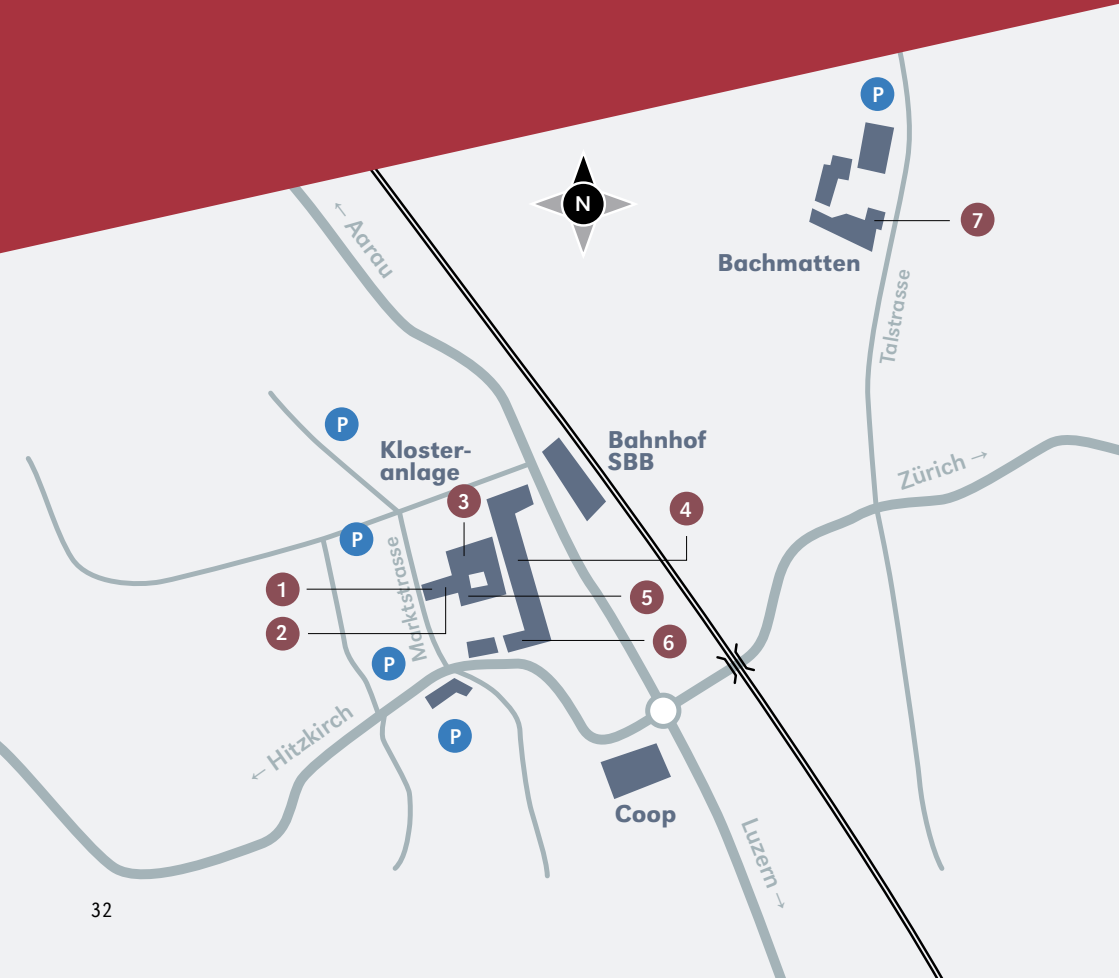 P
N
← Aarau
7
Bachmatten
Talstrasse
P
Kloster-
anlage
Bahnhof
SBB
Zürich →
3
4
P
Marktstrasse
1
5
2
6
P
← Hitzkirch
P
Coop
Luzern →
32